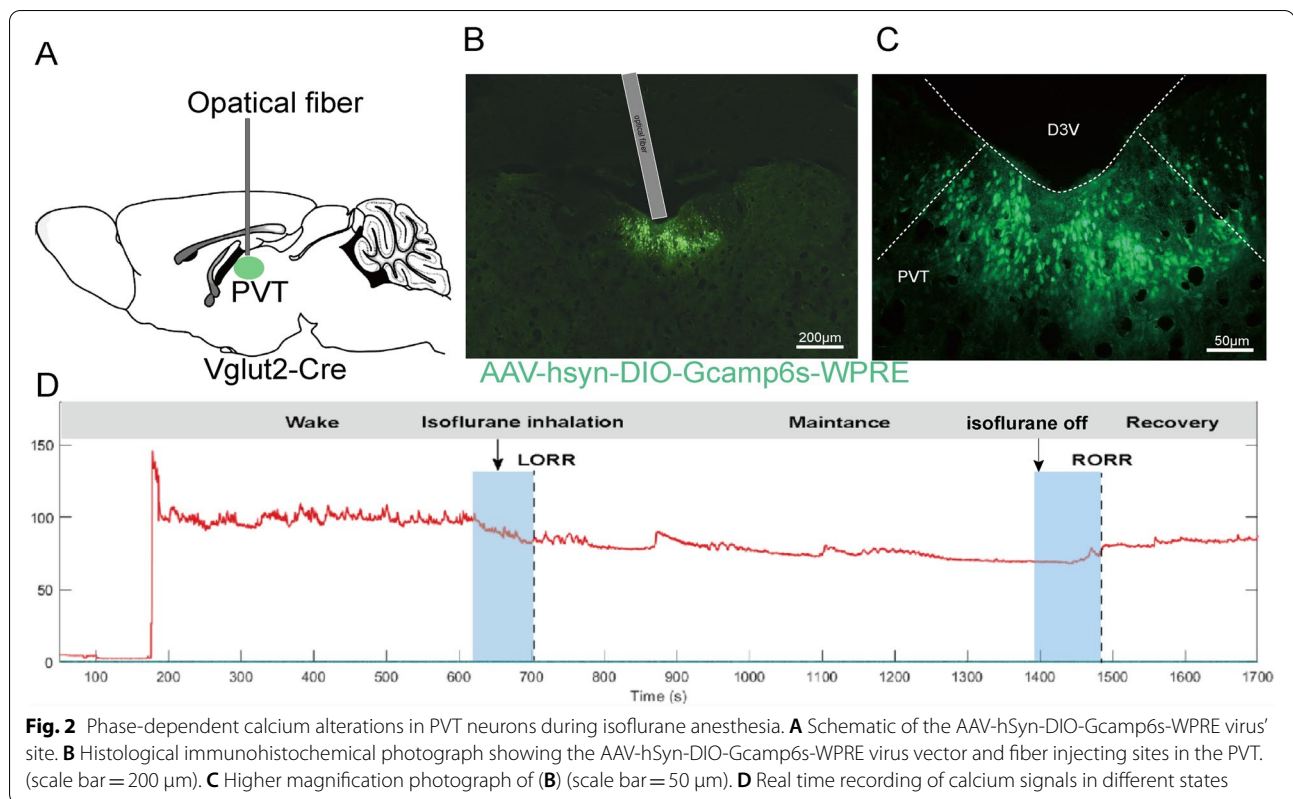 A
Opatical fiber
PVT
Vglut2-Cre
B
optical fiber
200μm
AAV-hsyn-DIO-Gcamp6s-WPRE
C
D3V
PVT
50μm
D
Wake Isoflurane inhalation Maintance isoflurane off Recovery
LORR RORR
150
100
50
0
100 200 300 400 500 600 700 800 900 1000 1100 1200 1300 1400 1500 1600 1700
Time (s)
Fig. 2 Phase-dependent calcium alterations in PVT neurons during isoflurane anesthesia. A Schematic of the AAV-hSyn-DIO-Gcamp6s-WPRE virus’
site. B Histological immunohistochemical photograph showing the AAV-hSyn-DIO-Gcamp6s-WPRE virus vector and fiber injecting sites in the PVT.
(scale bar = 200 μm). C Higher magnification photograph of (B) (scale bar = 50 μm). D Real time recording of calcium signals in different states